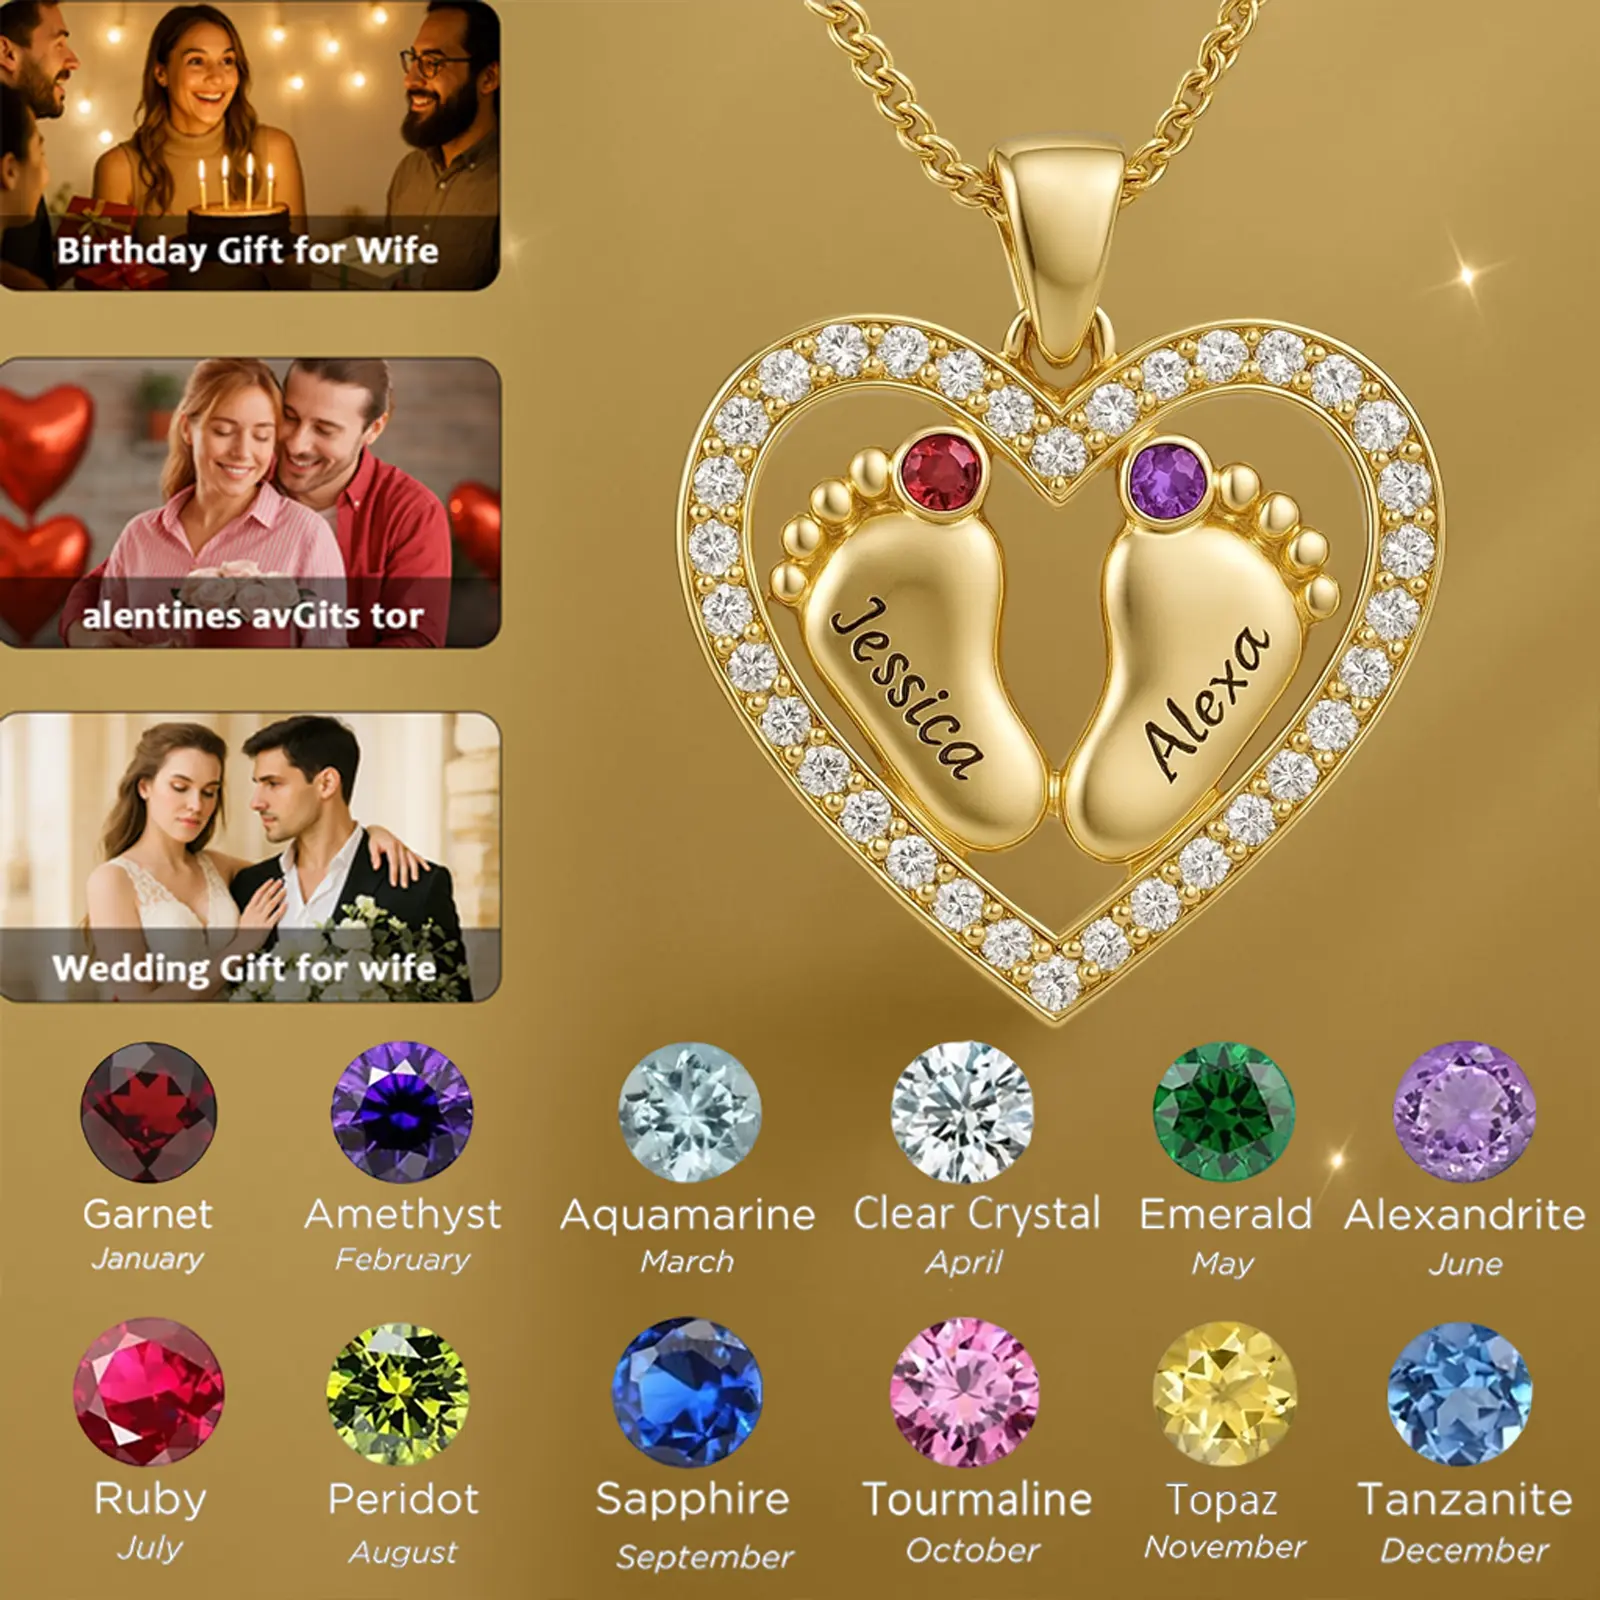 Birthday Gift for Wife
alentines avGits tor
Wedding Gift for wife
Jessica
Alexa
Garnet
January
Amethyst
February
Aquamarine
March
Clear Crystal
April
Emerald
May
Alexandrite
June
Ruby
July
Peridot
August
Sapphire
September
Tourmaline
October
Topaz
November
Tanzanite
December